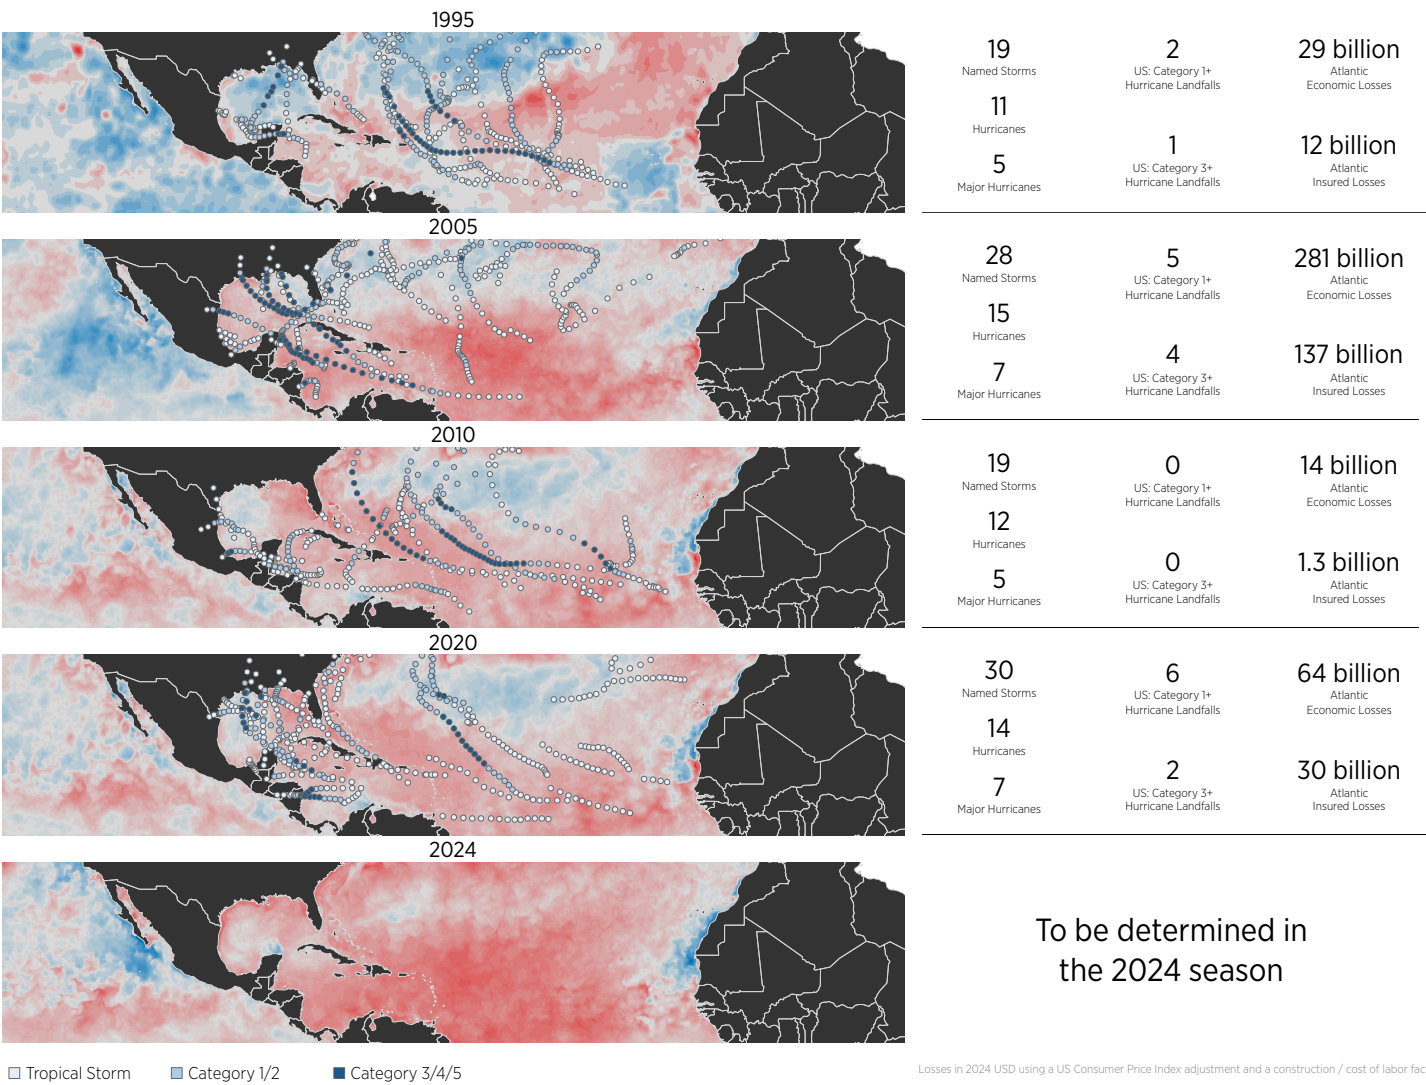 1995
19
Named Storms
11
Hurricanes
5
Major Hurricanes
2
US: Category 1+
Hurricane Landfalls
1
US: Category 3+
Hurricane Landfalls
29 billion
Atlantic
Economic Losses
12 billion
Atlantic
Insured Losses
2005
28
Named Storms
15
Hurricanes
7
Major Hurricanes
5
US: Category 1+
Hurricane Landfalls
4
US: Category 3+
Hurricane Landfalls
281 billion
Atlantic
Economic Losses
137 billion
Atlantic
Insured Losses
2010
19
Named Storms
12
Hurricanes
5
Major Hurricanes
0
US: Category 1+
Hurricane Landfalls
0
US: Category 3+
Hurricane Landfalls
14 billion
Atlantic
Economic Losses
1.3 billion
Atlantic
Insured Losses
2020
30
Named Storms
14
Hurricanes
7
Major Hurricanes
6
US: Category 1+
Hurricane Landfalls
2
US: Category 3+
Hurricane Landfalls
64 billion
Atlantic
Economic Losses
30 billion
Atlantic
Insured Losses
2024
To be determined in
the 2024 season
Tropical Storm
Category 1/2
Category 3/4/5
Losses in 2024 USD using a US Consumer Price Index adjustment and a construction / cost of labor fac